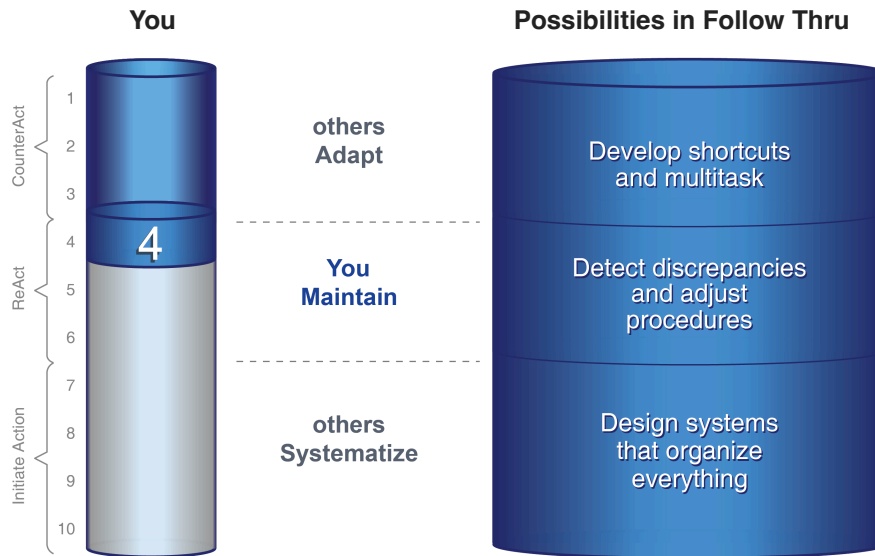 You
Possibilities in Follow Thru
CounterAct
1
2
3
ReAct
4
5
6
Initiate Action
7
8
9
10
4
others
Adapt
You
Maintain
others
Systematize
Develop shortcuts
and multitask
Detect discrepancies
and adjust
procedures
Design systems
that organize
everything